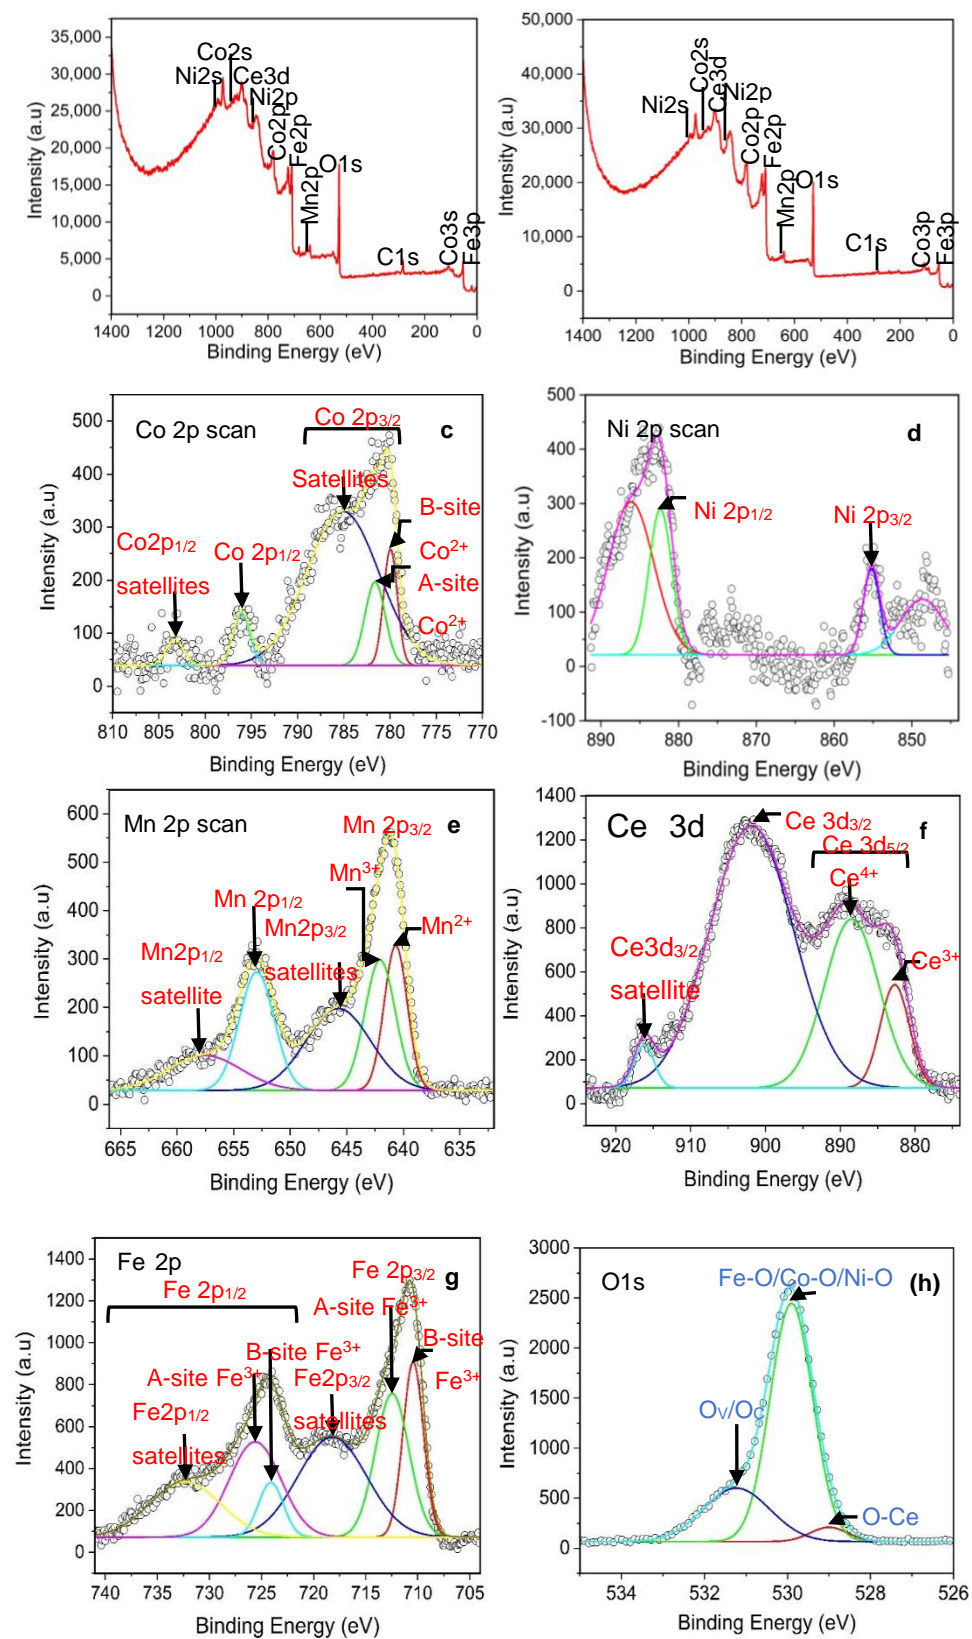 35,000
30,000
25,000
20,000
15,000
10,000
5,000
0
Intensity (a.u)
Co2s
Ni2s
Ce3d
Ni2p
Co2p
Fe2p
Mn2p
O1s
C1s
Co3s
Fe3p
1400 1200 1000 800 600 400 200 0
Binding Energy (eV)
50,000
40,000
30,000
20,000
10,000
0
Intensity (a.u)
Ni2s
Co2s
Ce3d
Ni2p
Co2p
Fe2p
Mn2p
O1s
C1s
Co3p
Fe3p
1400 1200 1000 800 600 400 200 0
Binding Energy (eV)
500
400
300
200
100
0
Intensity (a.u)
Co 2p scan
Co 2p3/2
c
Satellites
B-site
Co2+
A-site
Co2+
Co2p1/2
satellites
Co 2p1/2
810 805 800 795 790 785 780 775 770
Binding Energy (eV)
500
400
300
200
100
0
-100
Intensity (a.u)
Ni 2p scan
d
Ni 2p1/2
Ni 2p3/2
890 880 870 860 850
Binding Energy (eV)
600
500
400
300
200
100
0
Intensity (a.u)
Mn 2p scan
Mn 2p3/2
e
Mn3+
Mn 2p1/2
Mn2p3/2
satellites
Mn2+
Mn2p1/2
satellite
665 660 655 650 645 640 635
Binding Energy (eV)
1400
1200
1000
800
600
400
200
0
Intensity (a.u)
Ce 3d
Ce 3d3/2
f
Ce 3d5/2
Ce4+
Ce3d3/2
satellite
Ce3+
920 910 900 890 880
Binding Energy (eV)
1400
1200
1000
800
600
400
200
0
Intensity (a.u)
Fe 2p
Fe 2p1/2
Fe 2p3/2
g
A-site Fe3+
B-site
Fe3+
B-site Fe3+
A-site Fe3+
Fe2p3/2
satellites
Fe2p1/2
satellites
740 735 730 725 720 715 710 705
Binding Energy (eV)
3000
2500
2000
1500
1000
500
0
Intensity (a.u)
O1s
Fe-O/Co-O/Ni-O
(h)
OV/OC
O-Ce
534 532 530 528 526
Binding Energy (eV)